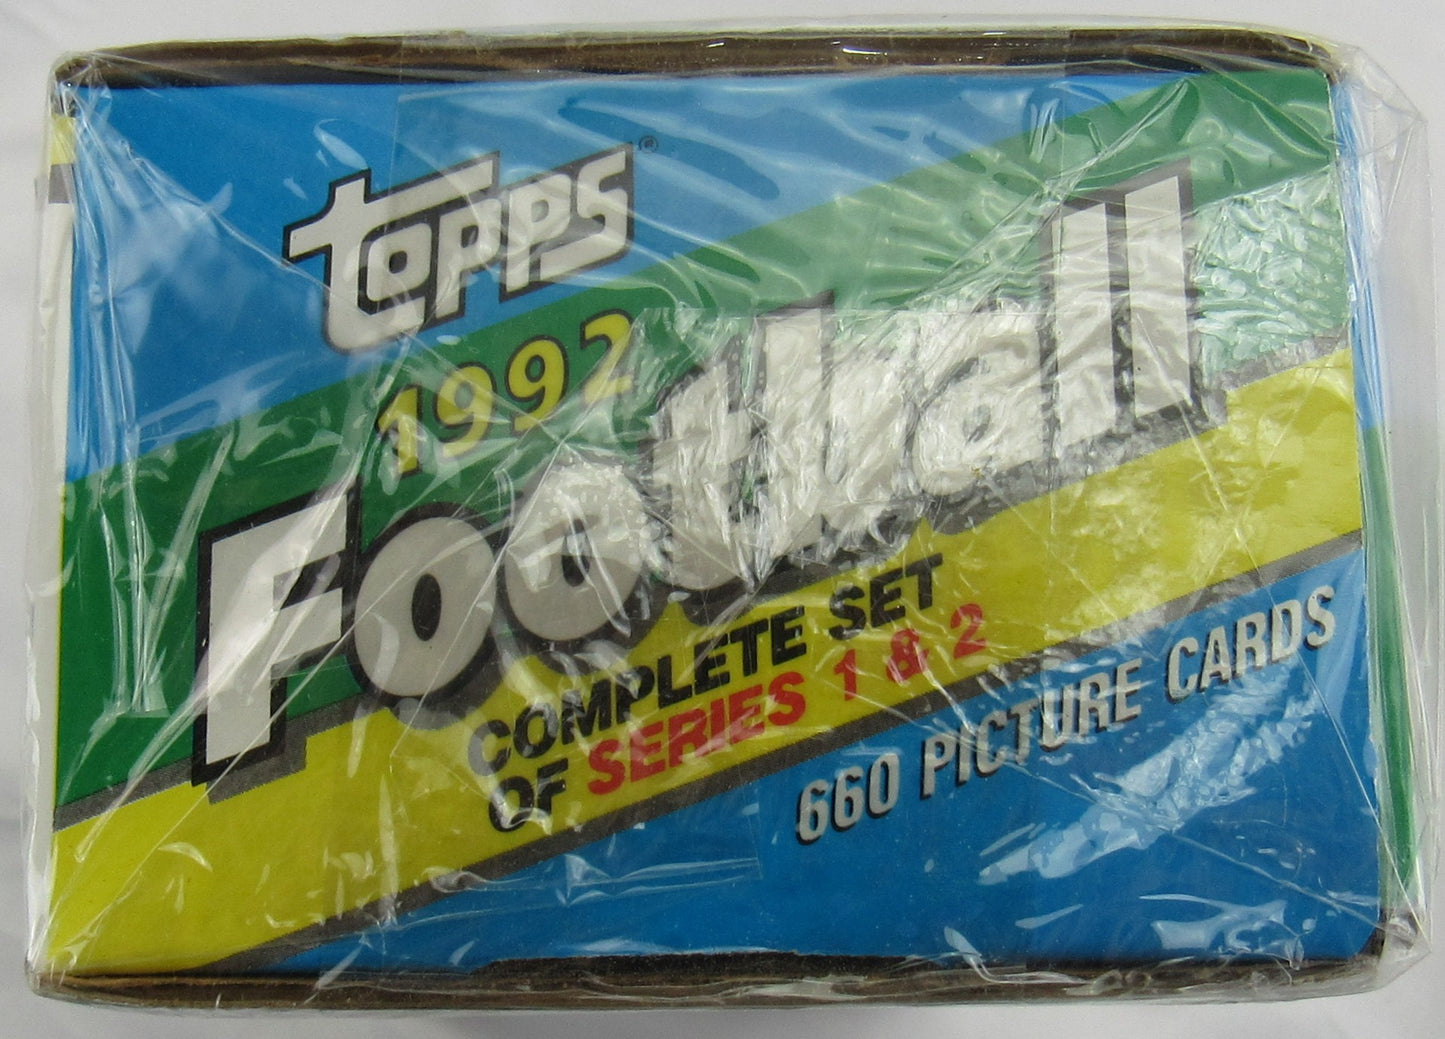 TOPPS®
1992
Football
COMPLETE SET
OF SERIES 1 & 2
660 PICTURE CARDS